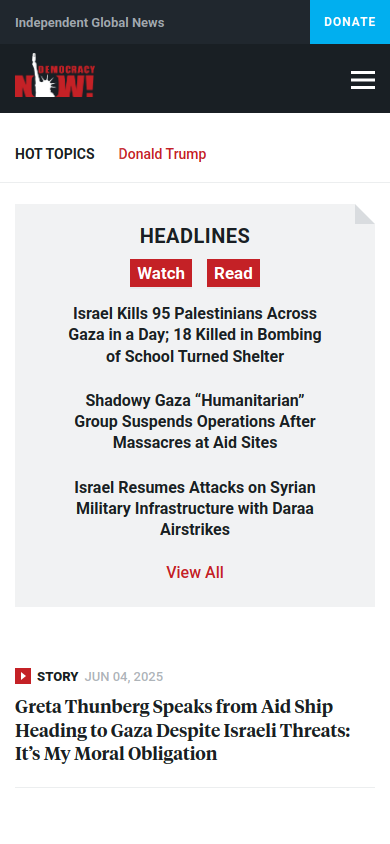 Independent Global News
DONATE
DEMOCRACY
NOW!
HOT TOPICS
Donald Trump
HEADLINES
Watch
Read
Israel Kills 95 Palestinians Across
Gaza in a Day; 18 Killed in Bombing
of School Turned Shelter
Shadowy Gaza “Humanitarian”
Group Suspends Operations After
Massacres at Aid Sites
Israel Resumes Attacks on Syrian
Military Infrastructure with Daraa
Airstrikes
View All
STORY JUN 04, 2025
Greta Thunberg Speaks from Aid Ship
Heading to Gaza Despite Israeli Threats:
It’s My Moral Obligation